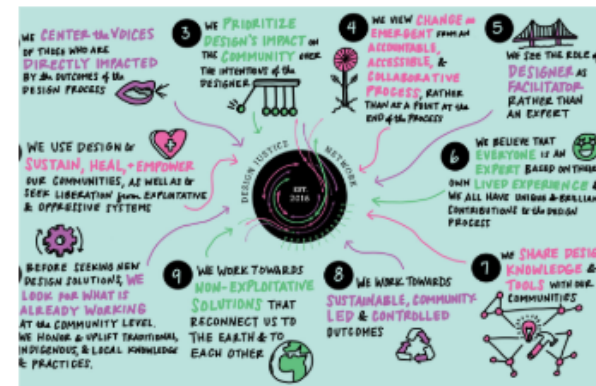 WE CENTER THE VOICES
OF THOSE WHO ARE
DIRECTLY IMPACTED
BY the OUTCOMES of the
DESIGN PROCESS
3
WE PRIORITIZE
DESIGN'S IMPACT on
THE COMMUNITY OVER
THE INTENTIONS of the
DESIGNER
4
WE VIEW CHANGE as
EMERGENT FROM AN
ACCOUNTABLE,
ACCESSIBLE, &
COLLABORATIVE
PROCESS, RATHER
THAN AS A POINT AT the
END of the PROCESS
5
WE SEE THE ROLE of
DESIGNER AS
FACILITATOR
RATHER THAN
AN EXPERT
WE USE DESIGN to
SUSTAIN, HEAL, + EMPOWER
OUR COMMUNITIES, AS WELL AS to
SEEK LIBERATION from EXPLOITATIVE
& OPPRESSIVE SYSTEMS
DESIGN JUSTICE NETWORK
EST.
2016
6
WE BELIEVE THAT
EVERYONE IS AN
EXPERT BASED ON THEIR
OWN LIVED EXPERIENCE &
WE ALL HAVE UNIQUE & BRILLIAN
CONTRIBUTIONS to the DESIGN
PROCESS
BEFORE SEEKING NEW
DESIGN SOLUTIONS, WE
LOOK FOR WHAT IS
ALREADY WORKING
AT the COMMUNITY LEVEL.
WE HONOR & UPLIFT TRADITIONAL,
INDIGENOUS, & LOCAL KNOWLEDGE
& PRACTICES.
9
WE WORK TOWARDS
NON-EXPLOITATIVE
SOLUTIONS THAT
RECONNECT US TO
THE EARTH & TO
EACH OTHER
8
WE WORK TOWARDS
SUSTAINABLE, COMMUNITY
LED & CONTROLLED
OUTCOMES
7
WE SHARE DESIG
KNOWLEDGE &
TOOLS WITH OUR
COMMUNITIES